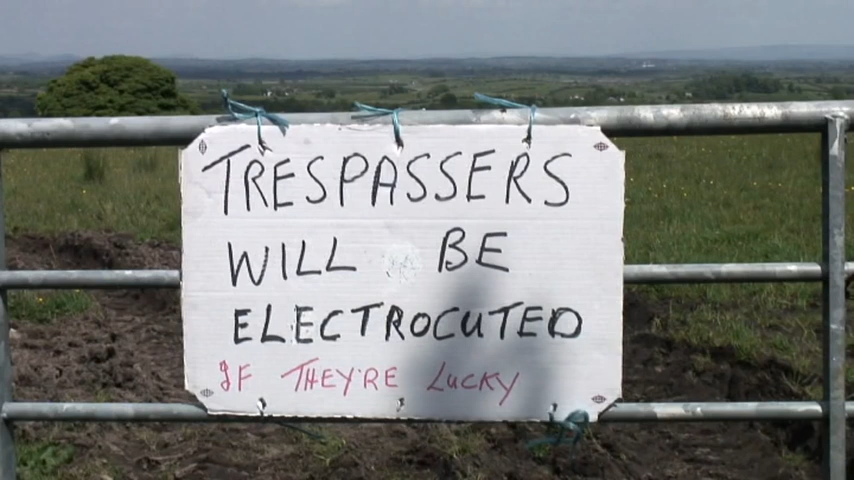 TRESPASSERS
WILL BE
ELECTROCUTED
IF THEY'RE LUCKY